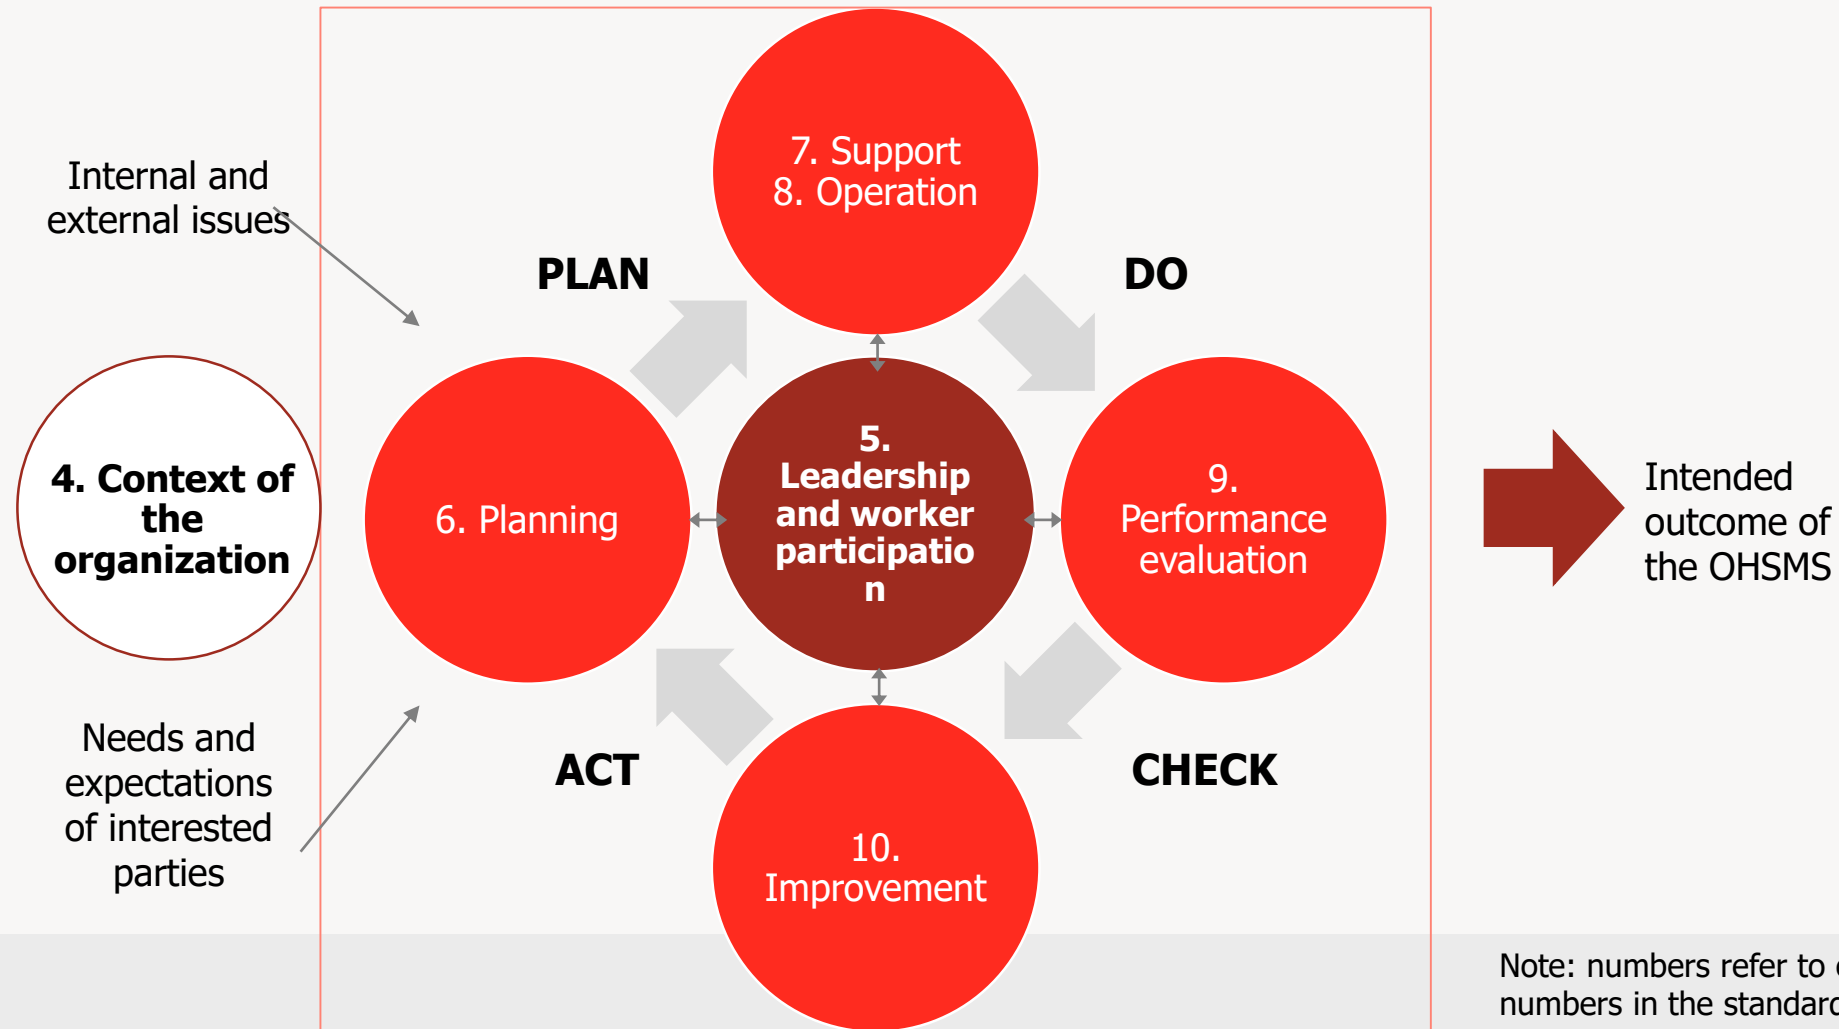 7. Support
8. Operation
Internal and
external issues
PLAN
DO
4. Context of
the
organization
6. Planning
5.
Leadership
and worker
participatio
n
9.
Performance
evaluation
Intended
outcome of
the OHSMS
Needs and
expectations
of interested
parties
ACT
CHECK
10.
Improvement
Note: numbers refer to
numbers in the standard